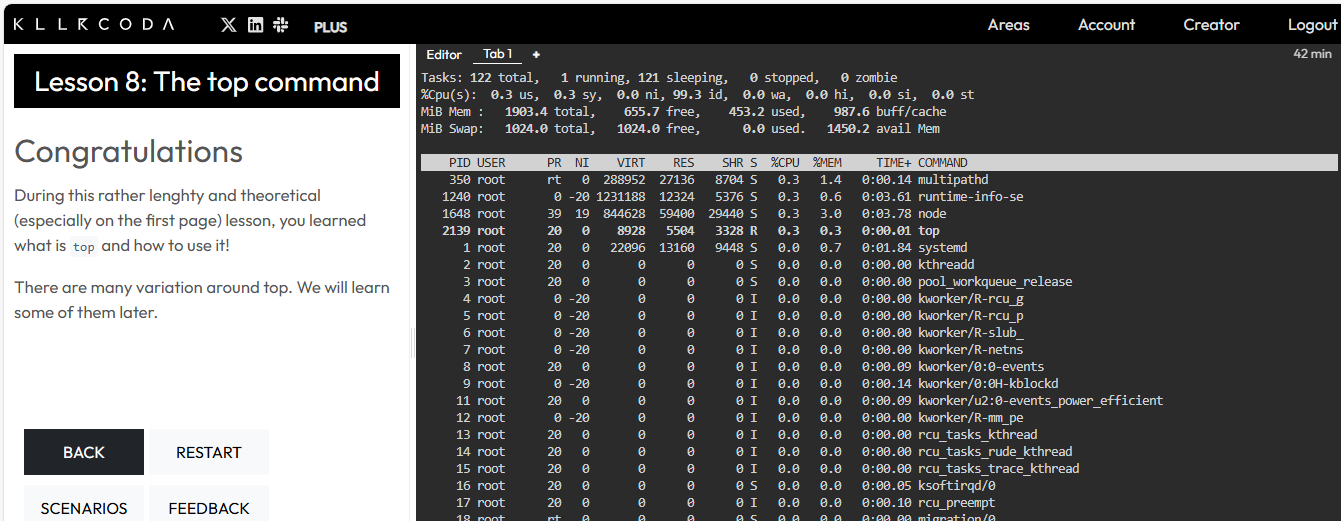 KLLRCODA PLUS Areas Account Creator Logout
Lesson 8: The top command
Congratulations
During this rather lenghty and theoretical
(especially on the first page) lesson, you learned
what is top and how to use it!
There are many variation around top. We will learn
some of them later.
BACK RESTART
SCENARIOS FEEDBACK
Editor Tab 1 + 42 min
Tasks: 122 total,   1 running, 121 sleeping,   0 stopped,   0 zombie
%Cpu(s):  0.3 us,  0.3 sy,  0.0 ni, 99.3 id,  0.0 wa,  0.0 hi,  0.0 si,  0.0 st
MiB Mem :   1903.4 total,    655.7 free,    453.2 used,    987.6 buff/cache
MiB Swap:   1024.0 total,   1024.0 free,      0.0 used.   1450.2 avail Mem
PID USER      PR  NI    VIRT    RES    SHR S  %CPU  %MEM     TIME+ COMMAND
350 root      rt   0  288952  27136   8704 S   0.3   1.4   0:00.14 multipathd
1240 root       0 -20 1231188  12324   5376 S   0.3   0.6   0:03.61 runtime-info-se
1648 root      39  19  844628  59400  29440 S   0.3   3.0   0:03.78 node
2139 root      20   0    8928   5504   3328 R   0.3   0.3   0:00.01 top
1 root      20   0   22096  13160   9448 S   0.0   0.7   0:01.84 systemd
2 root      20   0       0      0      0 S   0.0   0.0   0:00.00 kthreadd
3 root      20   0       0      0      0 S   0.0   0.0   0:00.00 pool_workqueue_release
4 root       0 -20       0      0      0 I   0.0   0.0   0:00.00 kworker/R-rcu_g
5 root       0 -20       0      0      0 I   0.0   0.0   0:00.00 kworker/R-rcu_p
6 root       0 -20       0      0      0 I   0.0   0.0   0:00.00 kworker/R-slub_
7 root       0 -20       0      0      0 I   0.0   0.0   0:00.00 kworker/R-netns
8 root      20   0       0      0      0 I   0.0   0.0   0:00.09 kworker/0:0-events
9 root       0 -20       0      0      0 I   0.0   0.0   0:00.14 kworker/0:0H-kblockd
11 root      20   0       0      0      0 I   0.0   0.0   0:00.09 kworker/u2:0-events_power_efficient
12 root       0 -20       0      0      0 I   0.0   0.0   0:00.00 kworker/R-mm_pe
13 root      20   0       0      0      0 I   0.0   0.0   0:00.00 rcu_tasks_kthread
14 root      20   0       0      0      0 I   0.0   0.0   0:00.00 rcu_tasks_rude_kthread
15 root      20   0       0      0      0 I   0.0   0.0   0:00.00 rcu_tasks_trace_kthread
16 root      20   0       0      0      0 S   0.0   0.0   0:00.05 ksoftirqd/0
17 root      20   0       0      0      0 I   0.0   0.0   0:00.10 rcu_preempt
18 root      rt   0       0      0      0 S   0.0   0.0   0:00.00 migration/0